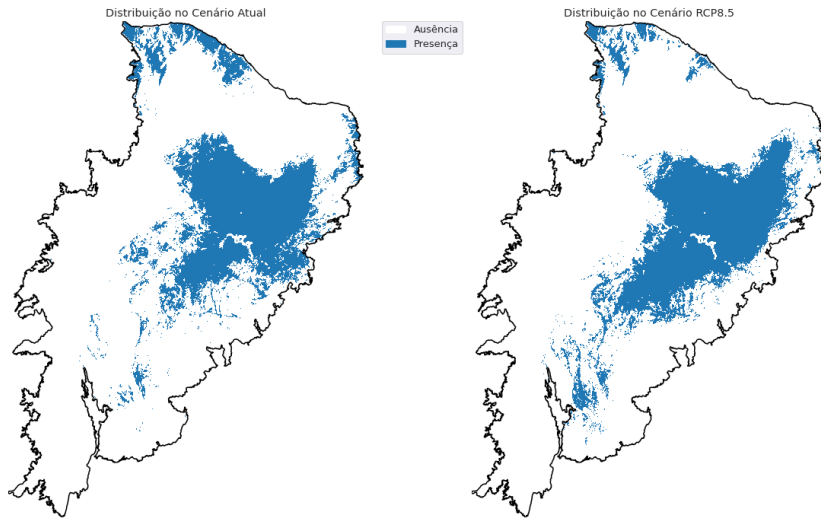 Distribuição no Cenário Atual
Ausência
Presença
Distribuição no Cenário RCP8.5